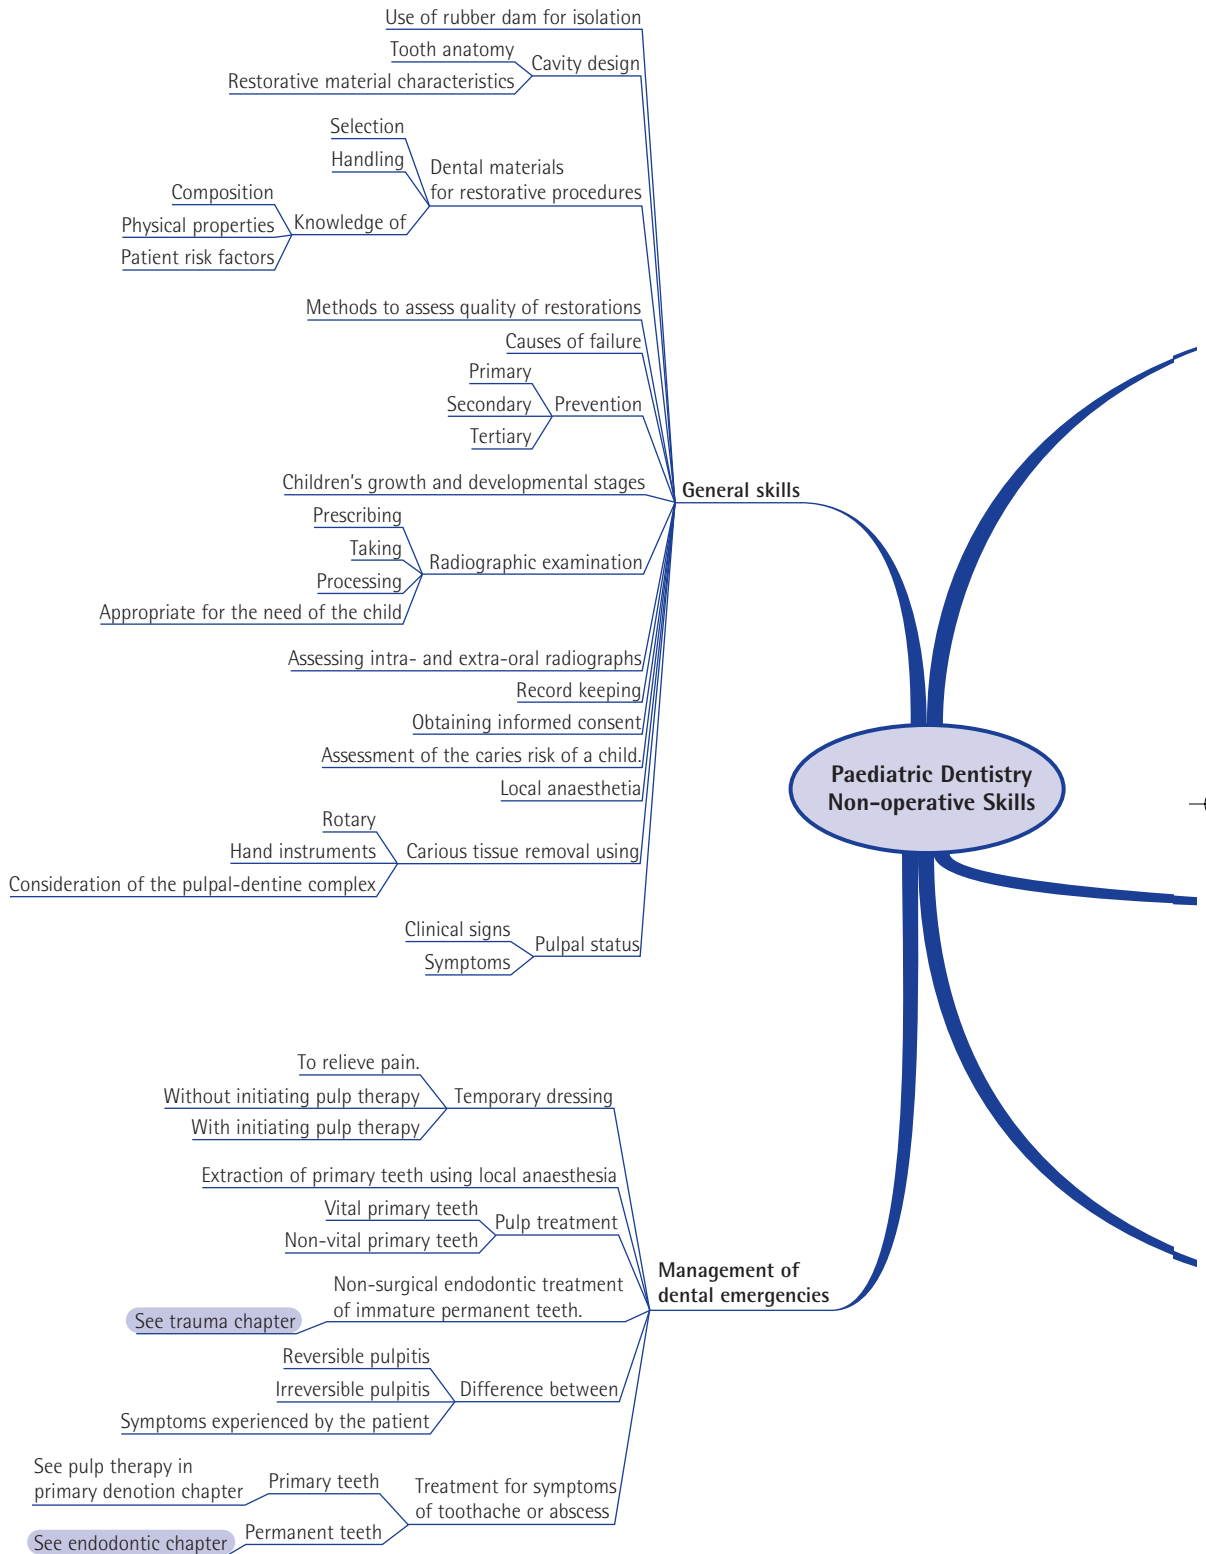 Use of rubber dam for isolation
Tooth anatomy
Cavity design
Restorative material characteristics
Selection
Handling
Dental materials
for restorative procedures
Composition
Physical properties
Knowledge of
Patient risk factors
Methods to assess quality of restorations
Causes of failure
Primary
Secondary
Prevention
Tertiary
Children's growth and developmental stages
General skills
Prescribing
Taking
Radiographic examination
Processing
Appropriate for the need of the child
Assessing intra- and extra-oral radiographs
Record keeping
Obtaining informed consent
Assessment of the caries risk of a child.
Local anaesthetia
Paediatric Dentistry
Non-operative Skills
Rotary
Hand instruments
Carious tissue removal using
Consideration of the pulpal-dentine complex
Clinical signs
Pulpal status
Symptoms
To relieve pain.
Without initiating pulp therapy
Temporary dressing
With initiating pulp therapy
Extraction of primary teeth using local anaesthesia
Vital primary teeth
Pulp treatment
Non-vital primary teeth
Management of
dental emergencies
Non-surgical endodontic treatment
of immature permanent teeth.
See trauma chapter
Reversible pulpitis
Irreversible pulpitis
Difference between
Symptoms experienced by the patient
See pulp therapy in
primary denotion chapter
Primary teeth
Treatment for symptoms
of toothache or abscess
Permanent teeth
See endodontic chapter